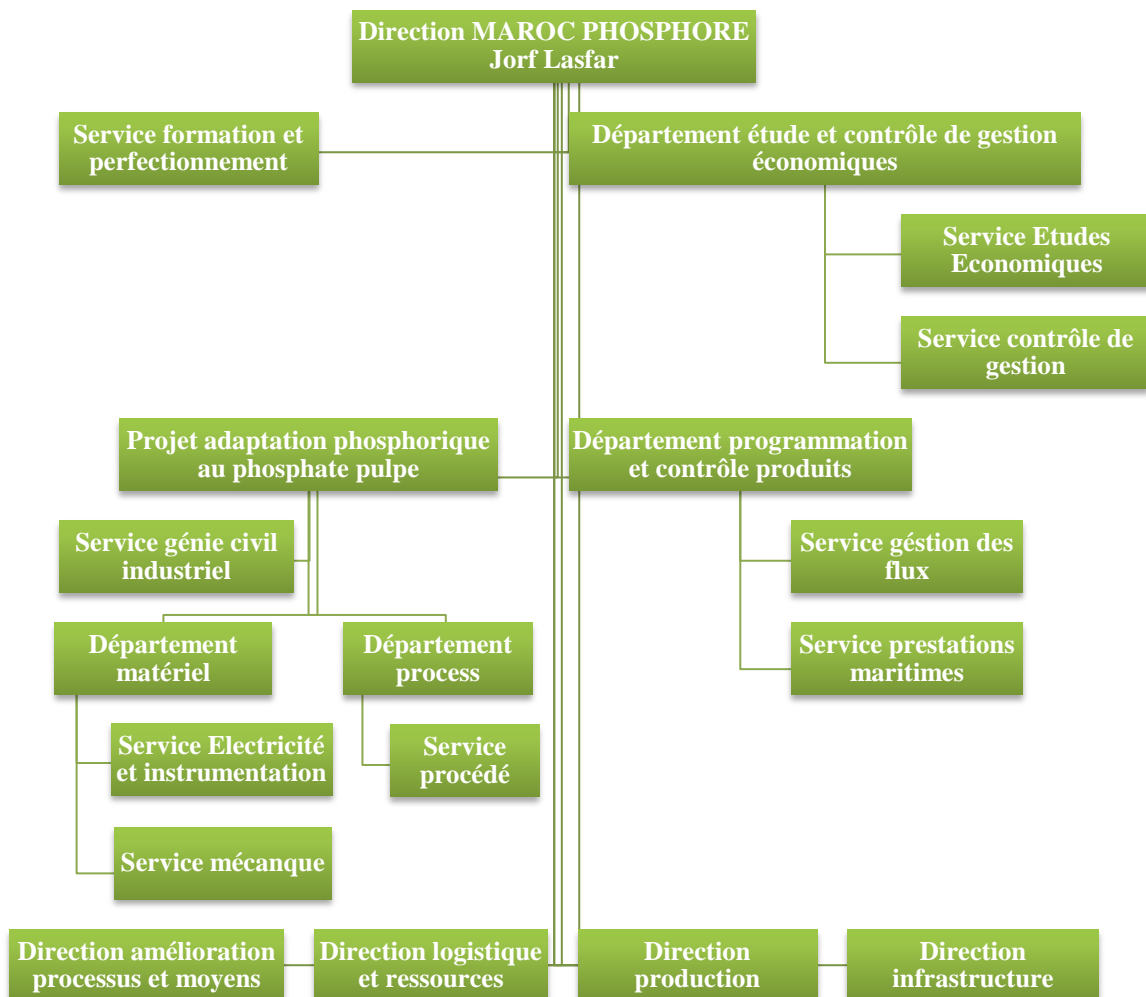 Direction MAROC PHOSPHORE
Jorf Lasfar
Service formation et
perfectionnement
Département étude et contrôle de gestion
économiques
Service Etudes
Economiques
Service contrôle de
gestion
Projet adaptation phosphorique
au phosphate pulpe
Département programmation
et contrôle produits
Service génie civil
industriel
Service géstion des
flux
Département
matériel
Département
process
Service prestations
maritimes
Service Electricité
et instrumentation
Service
procédé
Service mécanque
Direction amélioration
processus et moyens
Direction logistique
et ressources
Direction
production
Direction
infrastructure